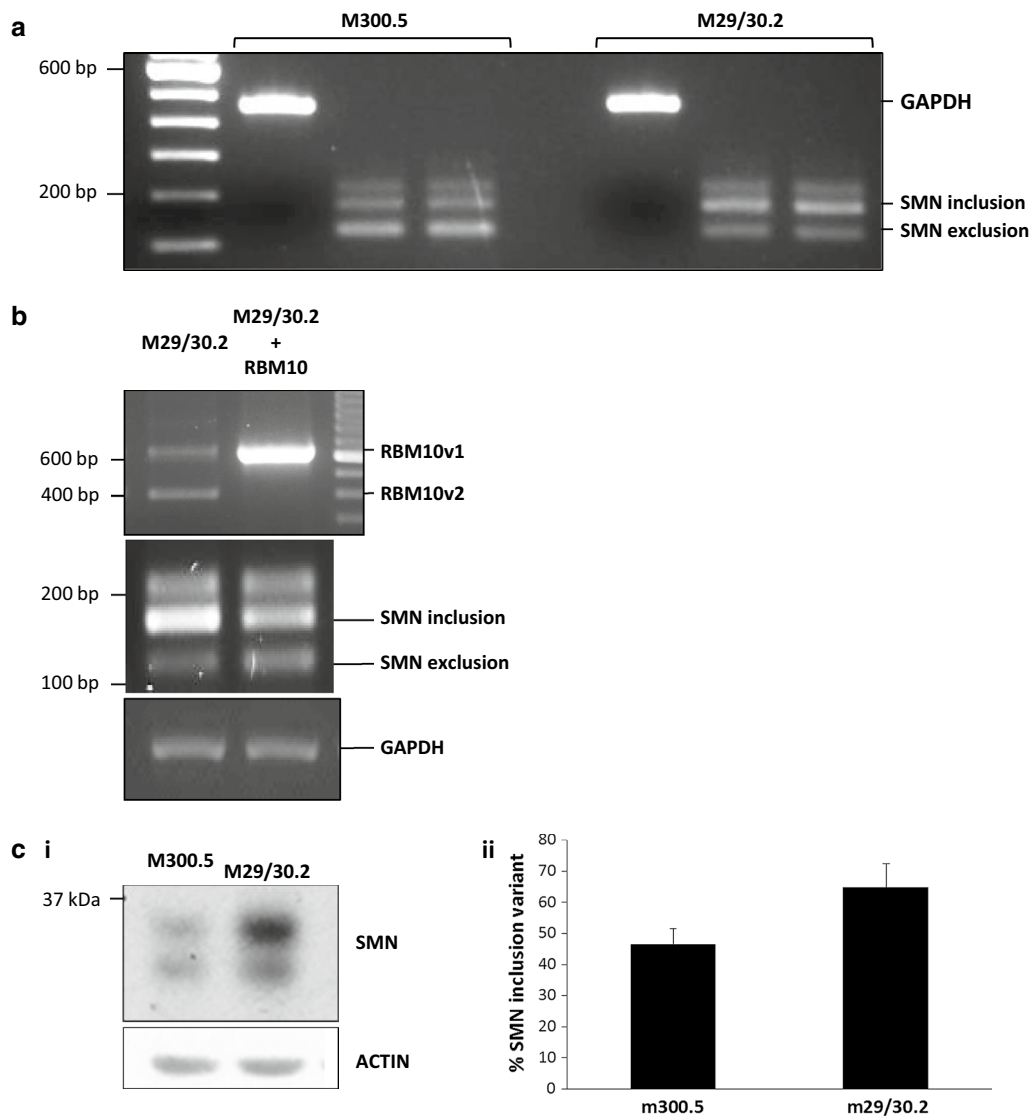 a
M300.5
M29/30.2
600 bp
GAPDH
200 bp
SMN inclusion
SMN exclusion
b
M29/30.2
M29/30.2
+
RBM10
600 bp
RBM10v1
400 bp
RBM10v2
200 bp
SMN inclusion
SMN exclusion
100 bp
GAPDH
c i
M300.5
M29/30.2
37 kDa
SMN
ACTIN
ii
% SMN inclusion variant
80
70
60
50
40
30
20
10
0
m300.5
m29/30.2